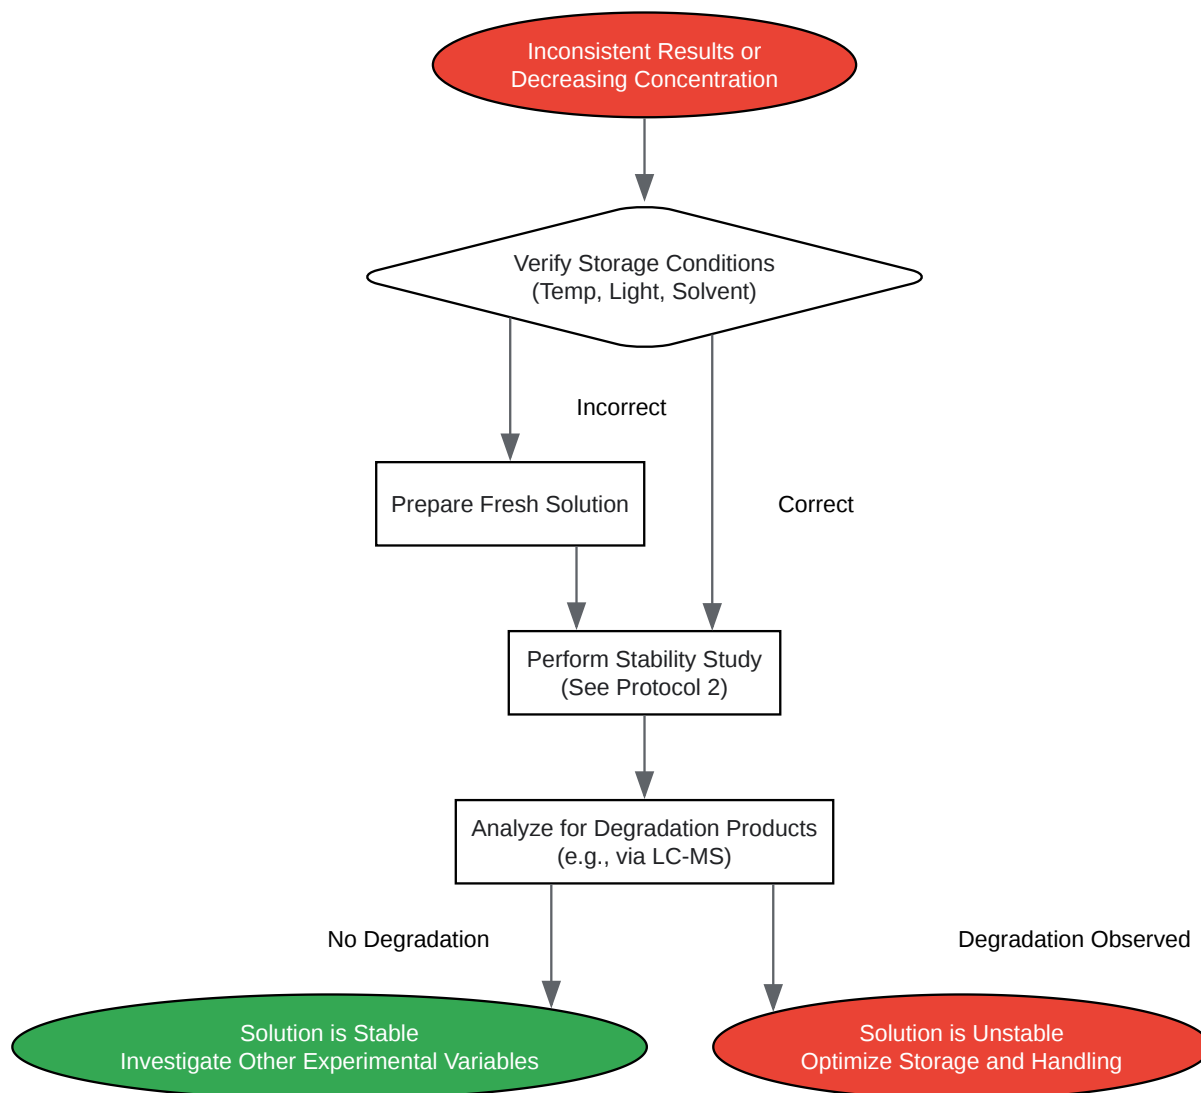 Inconsistent Results or
Decreasing Concentration
Verify Storage Conditions
(Temp, Light, Solvent)
Incorrect
Prepare Fresh Solution
Correct
Perform Stability Study
(See Protocol 2)
Analyze for Degradation Products
(e.g., via LC-MS)
No Degradation
Degradation Observed
Solution is Stable
Investigate Other Experimental Variables
Solution is Unstable
Optimize Storage and Handling